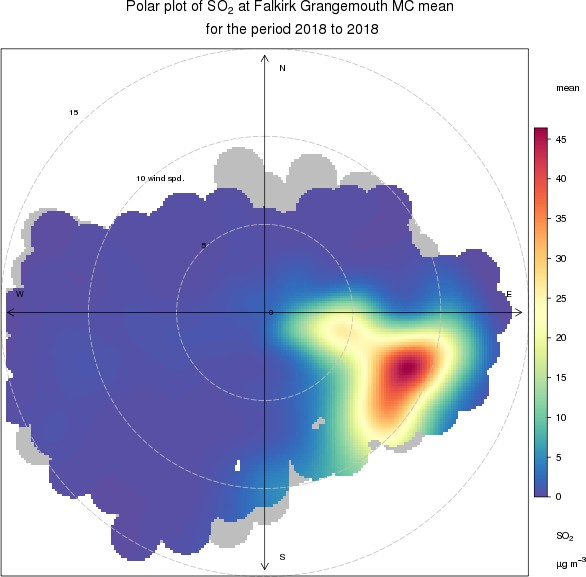 Polar plot of SO₂ at Falkirk Grangemouth MC mean
for the period 2018 to 2018
mean
N
15
45
40
10 wind spd.
35
5
30
W
E
0
25
20
15
10
5
0
SO₂
S
µg m⁻³